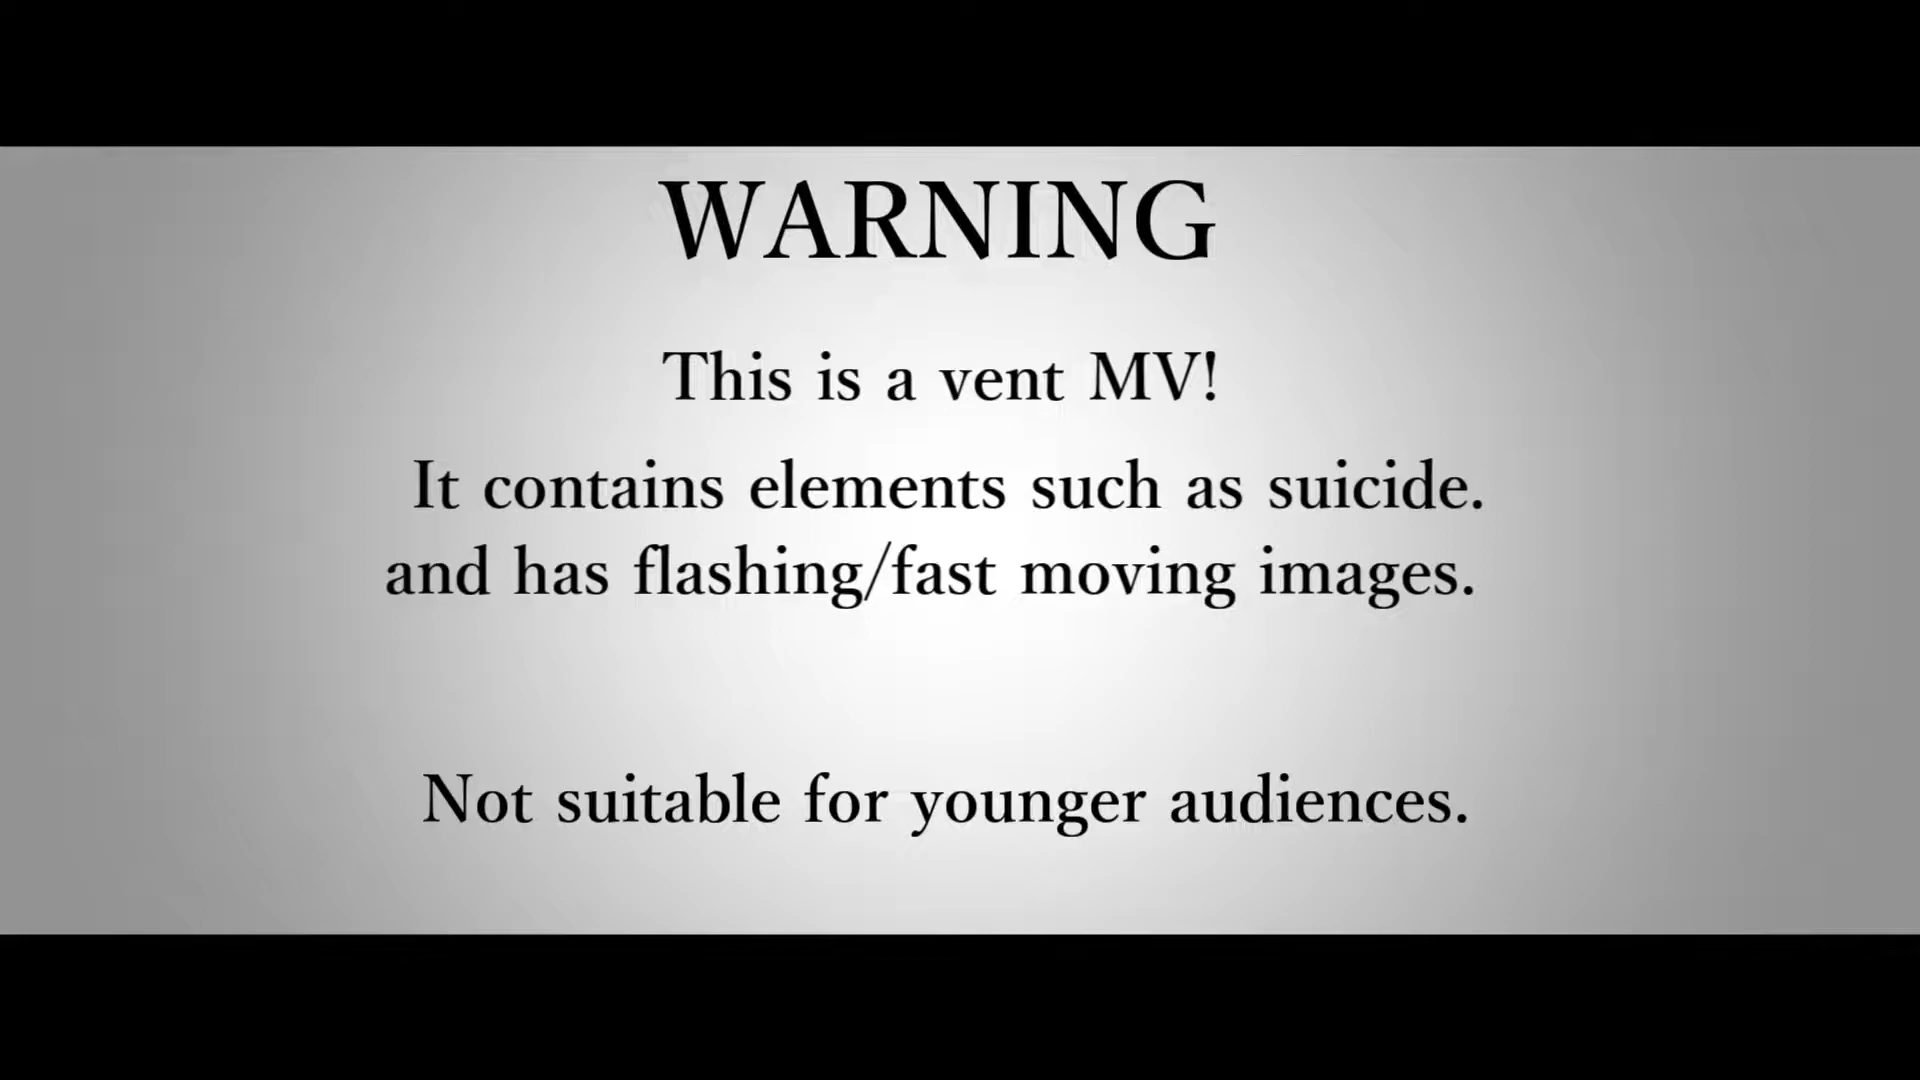 WARNING
This is a vent MV!
It contains elements such as suicide.
and has flashing/fast moving images.
Not suitable for younger audiences.